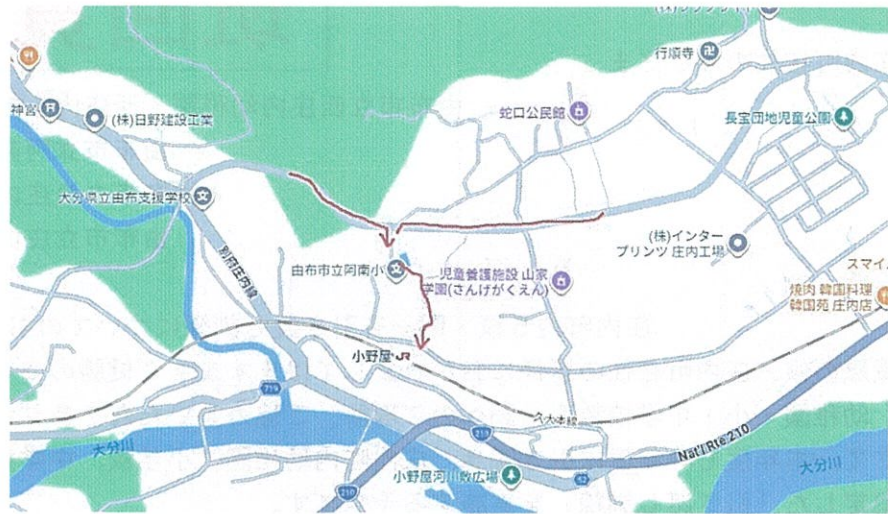 行順寺
神宮
(株)日野建設工業
蛇口公民館
長宝団地児童公園
大分県立由布支援学校
別府庄内線
(株)インター
プリンツ 庄内工場
由布市立阿南小
児童養護施設 山家
学園(さんげがくえん)
スマイ
焼肉 韓国料理
韓国苑 庄内店
小野屋 JR
719
久大本線
大分川
219
Nat'l Rte 210
小野屋河川敷広場
62
210
大分川